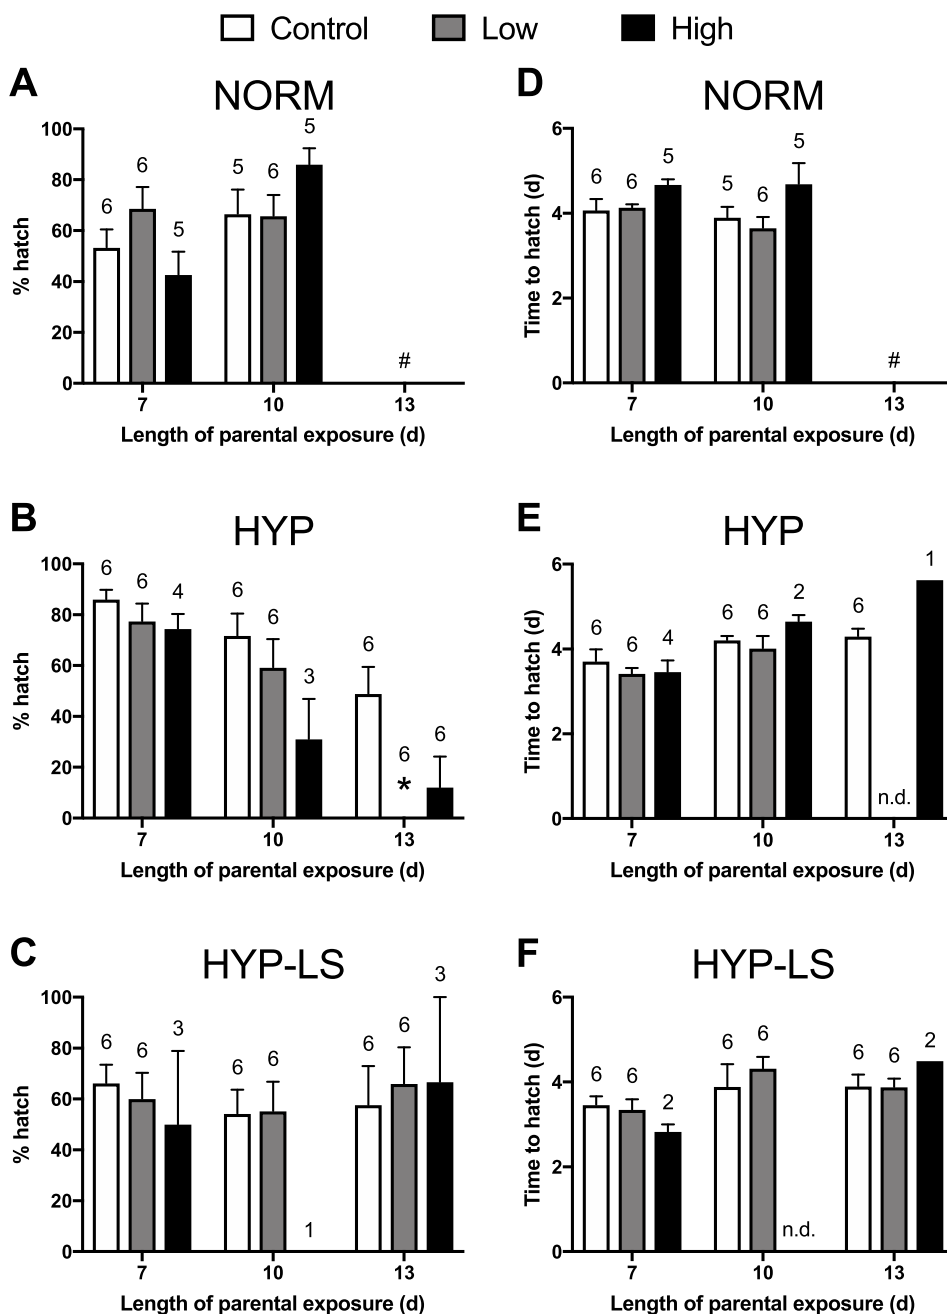 Control Low High
A NORM
% hatch
100
80
60
40
20
0
6 6 5 5 6 5 #
7 10 13
Length of parental exposure (d)
D NORM
Time to hatch (d)
6
4
2
0
6 6 5 5 6 5 #
7 10 13
Length of parental exposure (d)
B HYP
% hatch
100
80
60
40
20
0
6 6 4 6 6 3 6 6 * 6
7 10 13
Length of parental exposure (d)
E HYP
Time to hatch (d)
6
4
2
0
6 6 4 6 6 2 6 n.d. 1
7 10 13
Length of parental exposure (d)
C HYP-LS
% hatch
100
80
60
40
20
0
6 6 3 6 6 1 6 6 3
7 10 13
Length of parental exposure (d)
F HYP-LS
Time to hatch (d)
6
4
2
0
6 6 2 6 6 n.d. 6 6 2
7 10 13
Length of parental exposure (d)